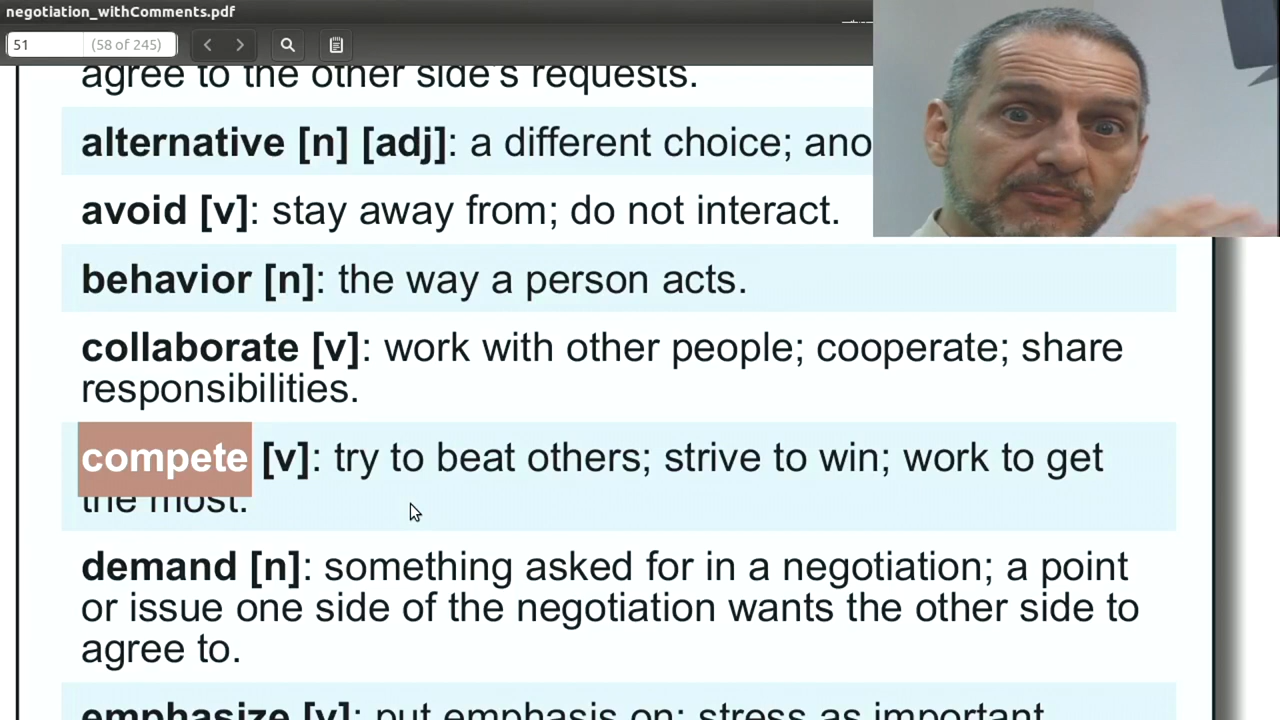 negotiation_withComments.pdf
51 (58 of 245)
agree to the other side's requests.
alternative [n] [adj]: a different choice; ano
avoid [v]: stay away from; do not interact.
behavior [n]: the way a person acts.
collaborate [v]: work with other people; cooperate; share
responsibilities.
compete [v]: try to beat others; strive to win; work to get
the most.
demand [n]: something asked for in a negotiation; a point
or issue one side of the negotiation wants the other side to
agree to.
emphasize [v]: put emphasis on; stress as important